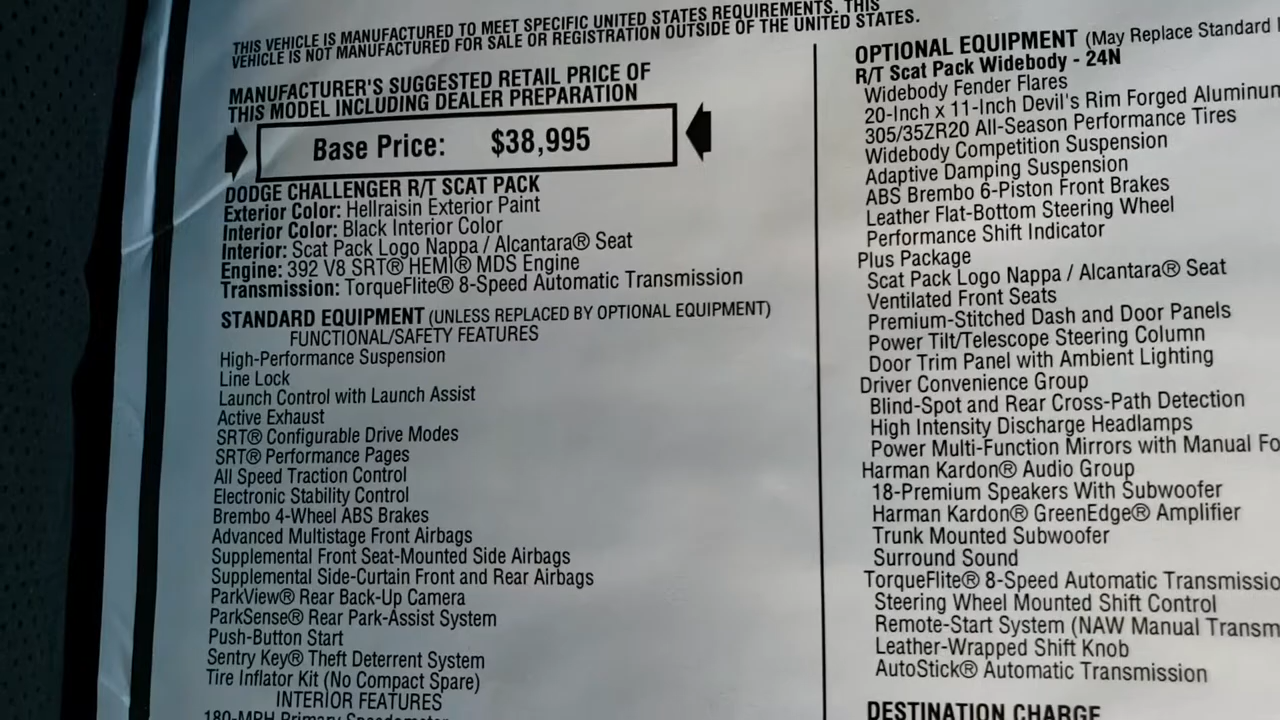 THIS VEHICLE IS MANUFACTURED TO MEET SPECIFIC UNITED STATES REQUIREMENTS. THIS
VEHICLE IS NOT MANUFACTURED FOR SALE OR REGISTRATION OUTSIDE OF THE UNITED STATES.
MANUFACTURER'S SUGGESTED RETAIL PRICE OF
THIS MODEL INCLUDING DEALER PREPARATION
Base Price: $38,995
DODGE CHALLENGER R/T SCAT PACK
Exterior Color: Hellraisin Exterior Paint
Interior Color: Black Interior Color
Interior: Scat Pack Logo Nappa / Alcantara® Seat
Engine: 392 V8 SRT® HEMI® MDS Engine
Transmission: TorqueFlite® 8-Speed Automatic Transmission
STANDARD EQUIPMENT (UNLESS REPLACED BY OPTIONAL EQUIPMENT)
FUNCTIONAL/SAFETY FEATURES
High-Performance Suspension
Line Lock
Launch Control with Launch Assist
Active Exhaust
SRT® Configurable Drive Modes
SRT® Performance Pages
All Speed Traction Control
Electronic Stability Control
Brembo 4-Wheel ABS Brakes
Advanced Multistage Front Airbags
Supplemental Front Seat-Mounted Side Airbags
Supplemental Side-Curtain Front and Rear Airbags
ParkView® Rear Back-Up Camera
ParkSense® Rear Park-Assist System
Push-Button Start
Sentry Key® Theft Deterrent System
Tire Inflator Kit (No Compact Spare)
INTERIOR FEATURES
180-MPH Primary Speedometer
OPTIONAL EQUIPMENT (May Replace Standard
R/T Scat Pack Widebody - 24N
Widebody Fender Flares
20-Inch x 11-Inch Devil's Rim Forged Aluminum
305/35ZR20 All-Season Performance Tires
Widebody Competition Suspension
Adaptive Damping Suspension
ABS Brembo 6-Piston Front Brakes
Leather Flat-Bottom Steering Wheel
Performance Shift Indicator
Plus Package
Scat Pack Logo Nappa / Alcantara® Seat
Ventilated Front Seats
Premium-Stitched Dash and Door Panels
Power Tilt/Telescope Steering Column
Door Trim Panel with Ambient Lighting
Driver Convenience Group
Blind-Spot and Rear Cross-Path Detection
High Intensity Discharge Headlamps
Power Multi-Function Mirrors with Manual Fo
Harman Kardon® Audio Group
18-Premium Speakers With Subwoofer
Harman Kardon® GreenEdge® Amplifier
Trunk Mounted Subwoofer
Surround Sound
TorqueFlite® 8-Speed Automatic Transmissio
Steering Wheel Mounted Shift Control
Remote-Start System (NAW Manual Transm
Leather-Wrapped Shift Knob
AutoStick® Automatic Transmission
DESTINATION CHARGE